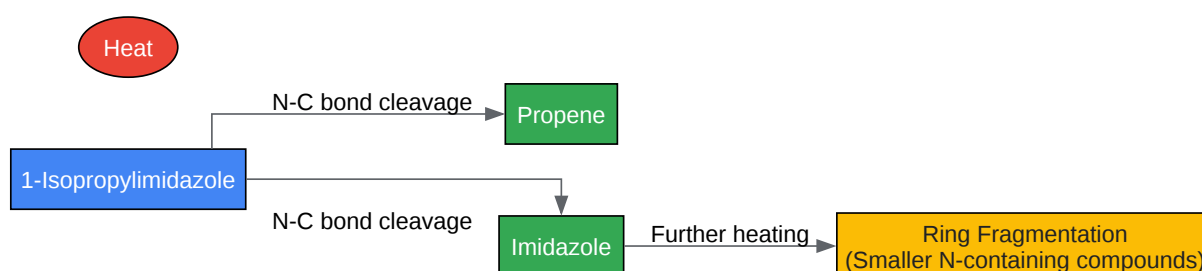 Heat
N-C bond cleavage
Propene
1-Isopropylimidazole
N-C bond cleavage
Imidazole
Further heating
Ring Fragmentation
(Smaller N-containing compounds)